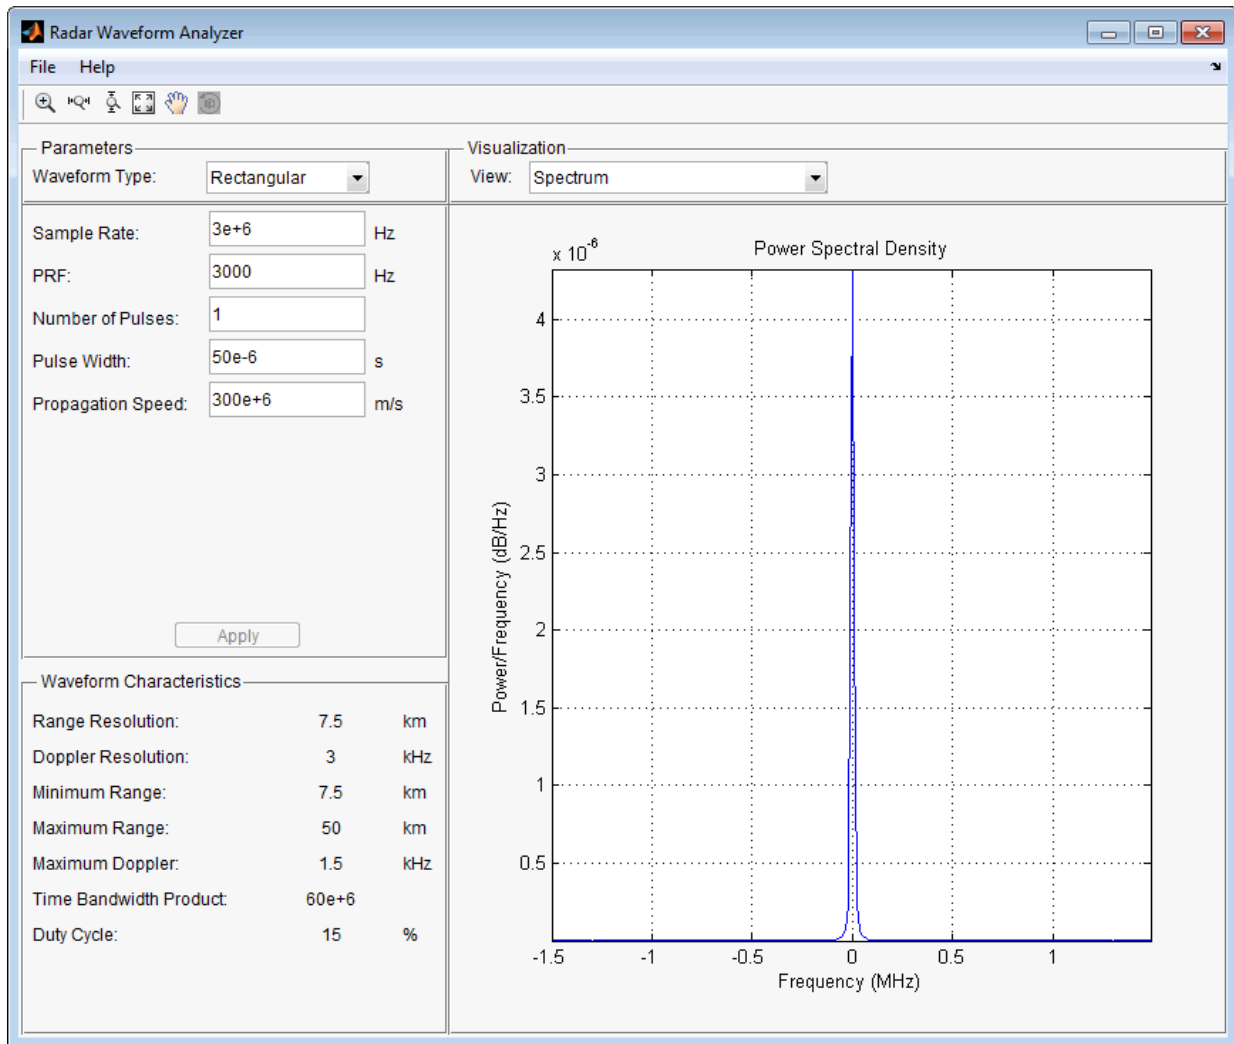 Radar Waveform Analyzer
File Help
Parameters
Waveform Type: Rectangular
Visualization
View: Spectrum
Sample Rate: 3e+6 Hz
PRF: 3000 Hz
Number of Pulses: 1
Pulse Width: 50e-6 s
Propagation Speed: 300e+6 m/s
Apply
Waveform Characteristics
Range Resolution: 7.5 km
Doppler Resolution: 3 kHz
Minimum Range: 7.5 km
Maximum Range: 50 km
Maximum Doppler: 1.5 kHz
Time Bandwidth Product: 60e+6
Duty Cycle: 15 %
x 10^-6
Power Spectral Density
4
3.5
3
2.5
2
1.5
1
0.5
Power/Frequency (dB/Hz)
-1.5 -1 -0.5 0 0.5 1
Frequency (MHz)